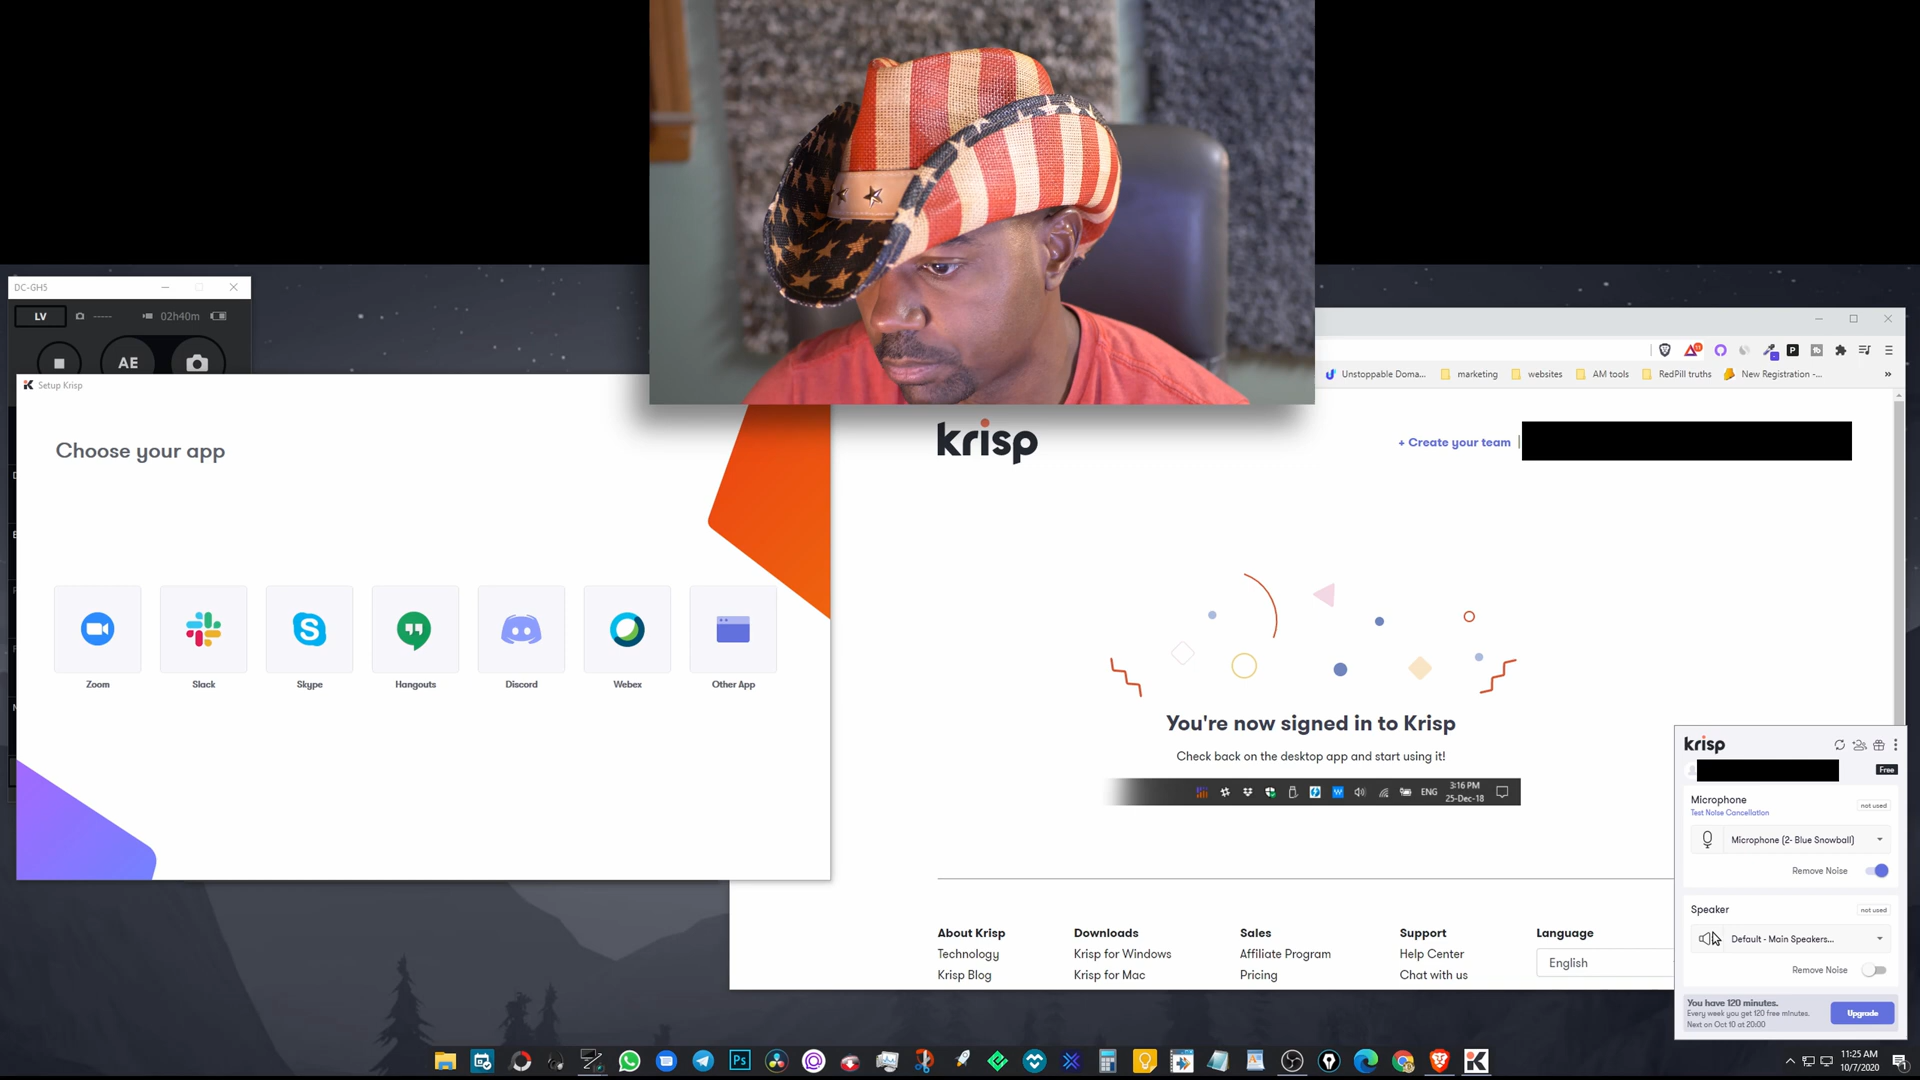 DC-GH5
LV
-----
02h40m
AE
Setup Krisp
Choose your app
Zoom
Slack
Skype
Hangouts
Discord
Webex
Other App
Unstoppable Doma...
marketing
websites
AM tools
RedPill truths
New Registration -...
»
krisp
+ Create your team
You're now signed in to Krisp
Check back on the desktop app and start using it!
ENG
3:16 PM
25-Dec-18
About Krisp
Technology
Krisp Blog
Downloads
Krisp for Windows
Krisp for Mac
Sales
Affiliate Program
Pricing
Support
Help Center
Chat with us
Language
English
krisp
Free
Microphone
not used
Test Noise Cancellation
Microphone (2- Blue Snowball)
Remove Noise
Speaker
not used
Default - Main Speakers...
Remove Noise
You have 120 minutes.
Every week you get 120 free minutes.
Next on Oct 10 at 20:00
Upgrade
Ps
11:25 AM
10/7/2020